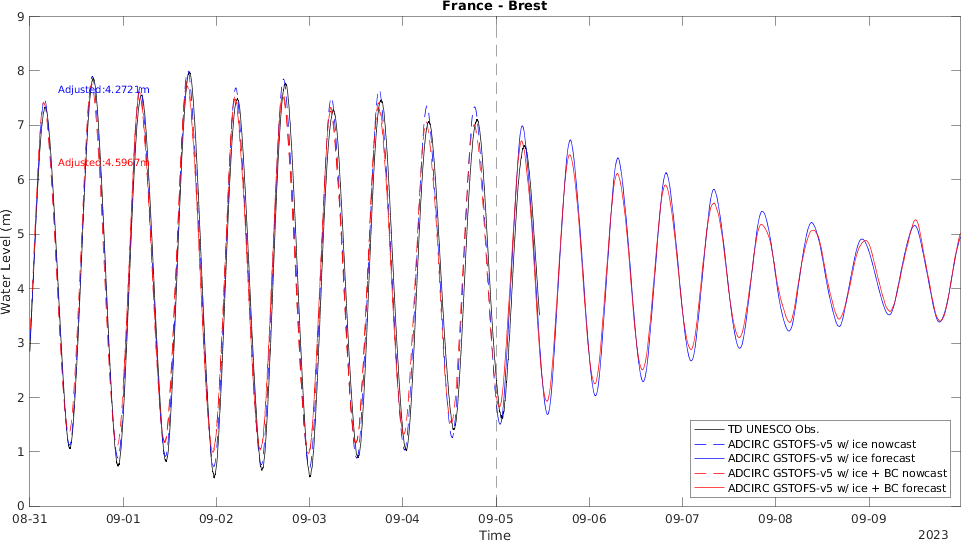 France - Brest
9
8
7
6
5
4
3
2
1
0
Water Level (m)
Adjusted:4.2721m
Adjusted:4.5967m
TD UNESCO Obs.
ADCIRC GSTOFS-v5 w/ ice nowcast
ADCIRC GSTOFS-v5 w/ ice forecast
ADCIRC GSTOFS-v5 w/ ice + BC nowcast
ADCIRC GSTOFS-v5 w/ ice + BC forecast
08-31 09-01 09-02 09-03 09-04 09-05 09-06 09-07 09-08 09-09
Time
2023